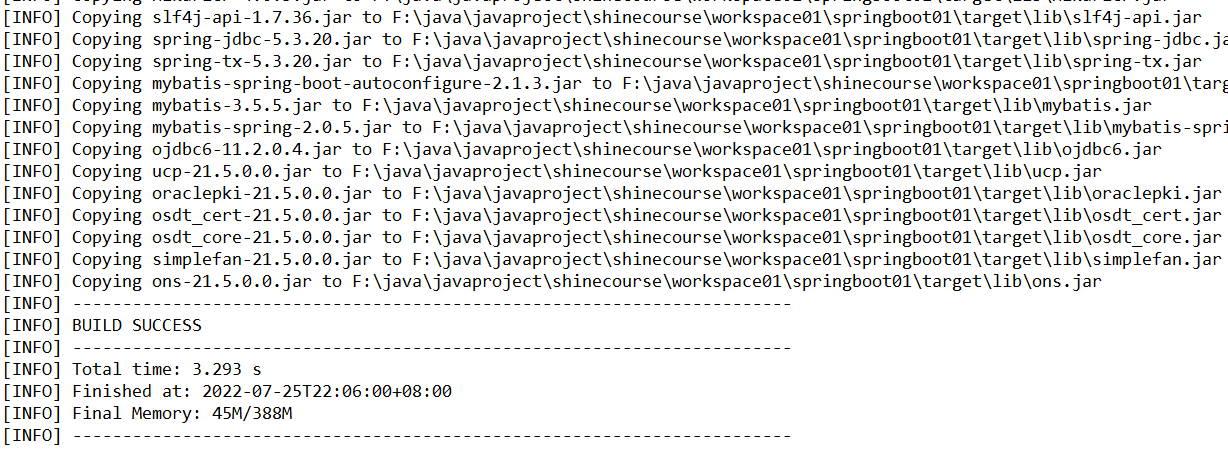 [INFO] Copying slf4j-api-1.7.36.jar to F:\java\javaproject\shinecourse\workspace01\springboot01\target\lib\slf4j-api.jar
[INFO] Copying spring-jdbc-5.3.20.jar to F:\java\javaproject\shinecourse\workspace01\springboot01\target\lib\spring-jdbc.ja
[INFO] Copying spring-tx-5.3.20.jar to F:\java\javaproject\shinecourse\workspace01\springboot01\target\lib\spring-tx.jar
[INFO] Copying mybatis-spring-boot-autoconfigure-2.1.3.jar to F:\java\javaproject\shinecourse\workspace01\springboot01\targ
[INFO] Copying mybatis-3.5.5.jar to F:\java\javaproject\shinecourse\workspace01\springboot01\target\lib\mybatis.jar
[INFO] Copying mybatis-spring-2.0.5.jar to F:\java\javaproject\shinecourse\workspace01\springboot01\target\lib\mybatis-spri
[INFO] Copying ojdbc6-11.2.0.4.jar to F:\java\javaproject\shinecourse\workspace01\springboot01\target\lib\ojdbc6.jar
[INFO] Copying ucp-21.5.0.0.jar to F:\java\javaproject\shinecourse\workspace01\springboot01\target\lib\ucp.jar
[INFO] Copying oraclepki-21.5.0.0.jar to F:\java\javaproject\shinecourse\workspace01\springboot01\target\lib\oraclepki.jar
[INFO] Copying osdt_cert-21.5.0.0.jar to F:\java\javaproject\shinecourse\workspace01\springboot01\target\lib\osdt_cert.jar
[INFO] Copying osdt_core-21.5.0.0.jar to F:\java\javaproject\shinecourse\workspace01\springboot01\target\lib\osdt_core.jar
[INFO] Copying simplefan-21.5.0.0.jar to F:\java\javaproject\shinecourse\workspace01\springboot01\target\lib\simplefan.jar
[INFO] Copying ons-21.5.0.0.jar to F:\java\javaproject\shinecourse\workspace01\springboot01\target\lib\ons.jar
[INFO] ------------------------------------------------------------------------
[INFO] BUILD SUCCESS
[INFO] ------------------------------------------------------------------------
[INFO] Total time: 3.293 s
[INFO] Finished at: 2022-07-25T22:06:00+08:00
[INFO] Final Memory: 45M/388M
[INFO] ------------------------------------------------------------------------